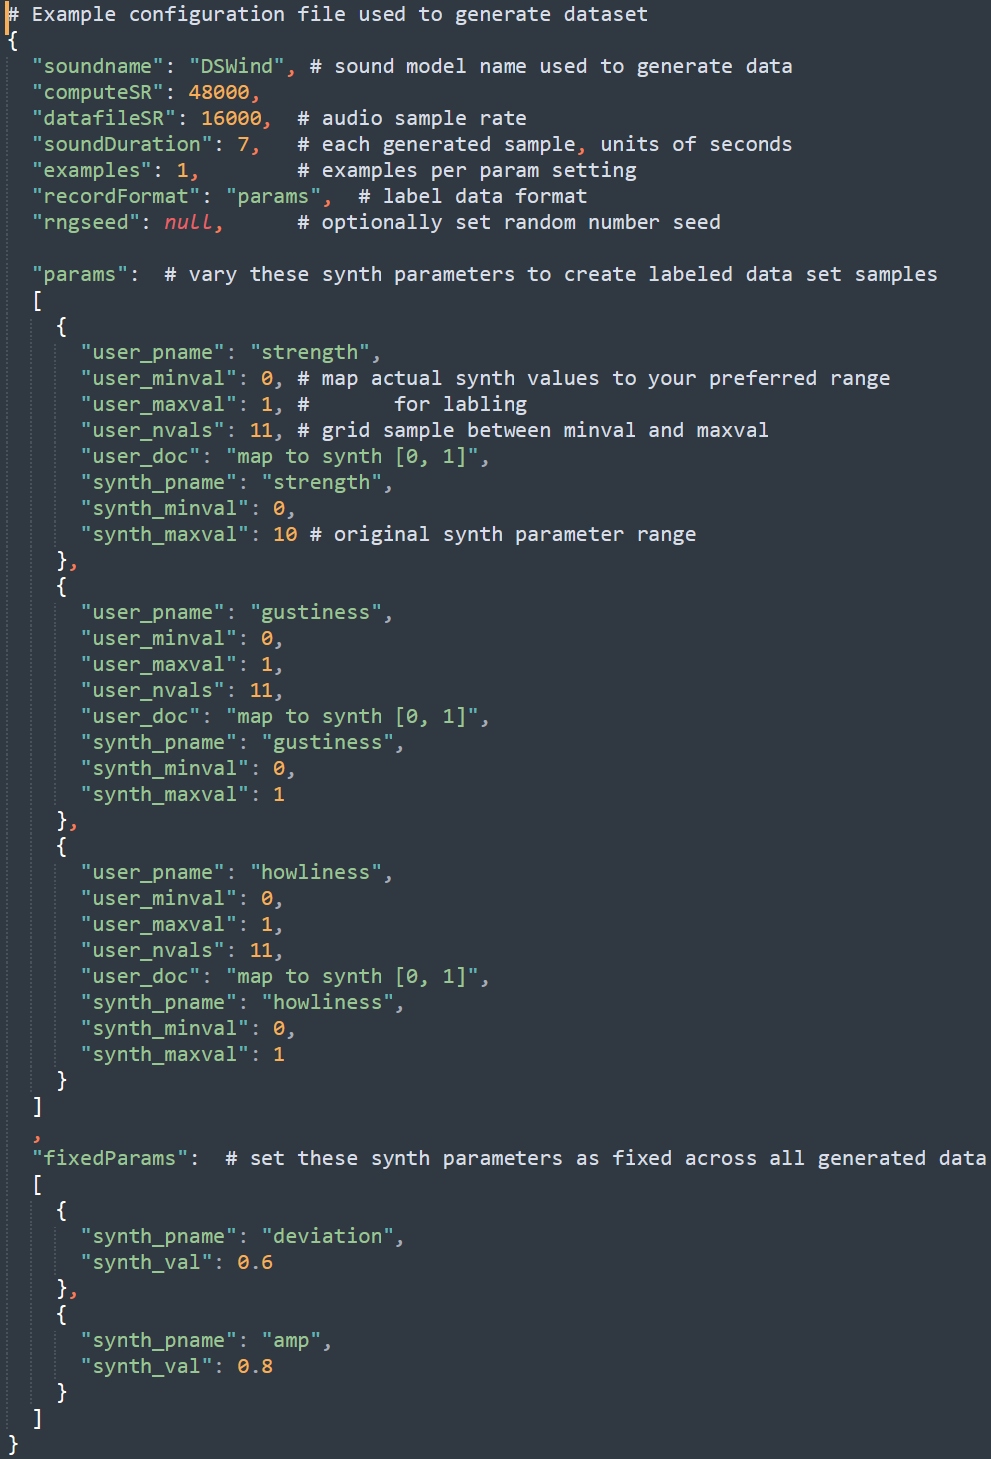 # Example configuration file used to generate dataset
{
"soundname": "DSWind", # sound model name used to generate data
"computeSR": 48000,
"datafileSR": 16000, # audio sample rate
"soundDuration": 7, # each generated sample, units of seconds
"examples": 1, # examples per param setting
"recordFormat": "params", # label data format
"rngseed": null, # optionally set random number seed
"params": # vary these synth parameters to create labeled data set samples
[
{
"user_pname": "strength",
"user_minval": 0, # map actual synth values to your preferred range
"user_maxval": 1, # for labling
"user_nvals": 11, # grid sample between minval and maxval
"user_doc": "map to synth [0, 1]",
"synth_pname": "strength",
"synth_minval": 0,
"synth_maxval": 10 # original synth parameter range
},
{
"user_pname": "gustiness",
"user_minval": 0,
"user_maxval": 1,
"user_nvals": 11,
"user_doc": "map to synth [0, 1]",
"synth_pname": "gustiness",
"synth_minval": 0,
"synth_maxval": 1
},
{
"user_pname": "howliness",
"user_minval": 0,
"user_maxval": 1,
"user_nvals": 11,
"user_doc": "map to synth [0, 1]",
"synth_pname": "howliness",
"synth_minval": 0,
"synth_maxval": 1
}
]
,
"fixedParams": # set these synth parameters as fixed across all generated data
[
{
"synth_pname": "deviation",
"synth_val": 0.6
},
{
"synth_pname": "amp",
"synth_val": 0.8
}
]
}